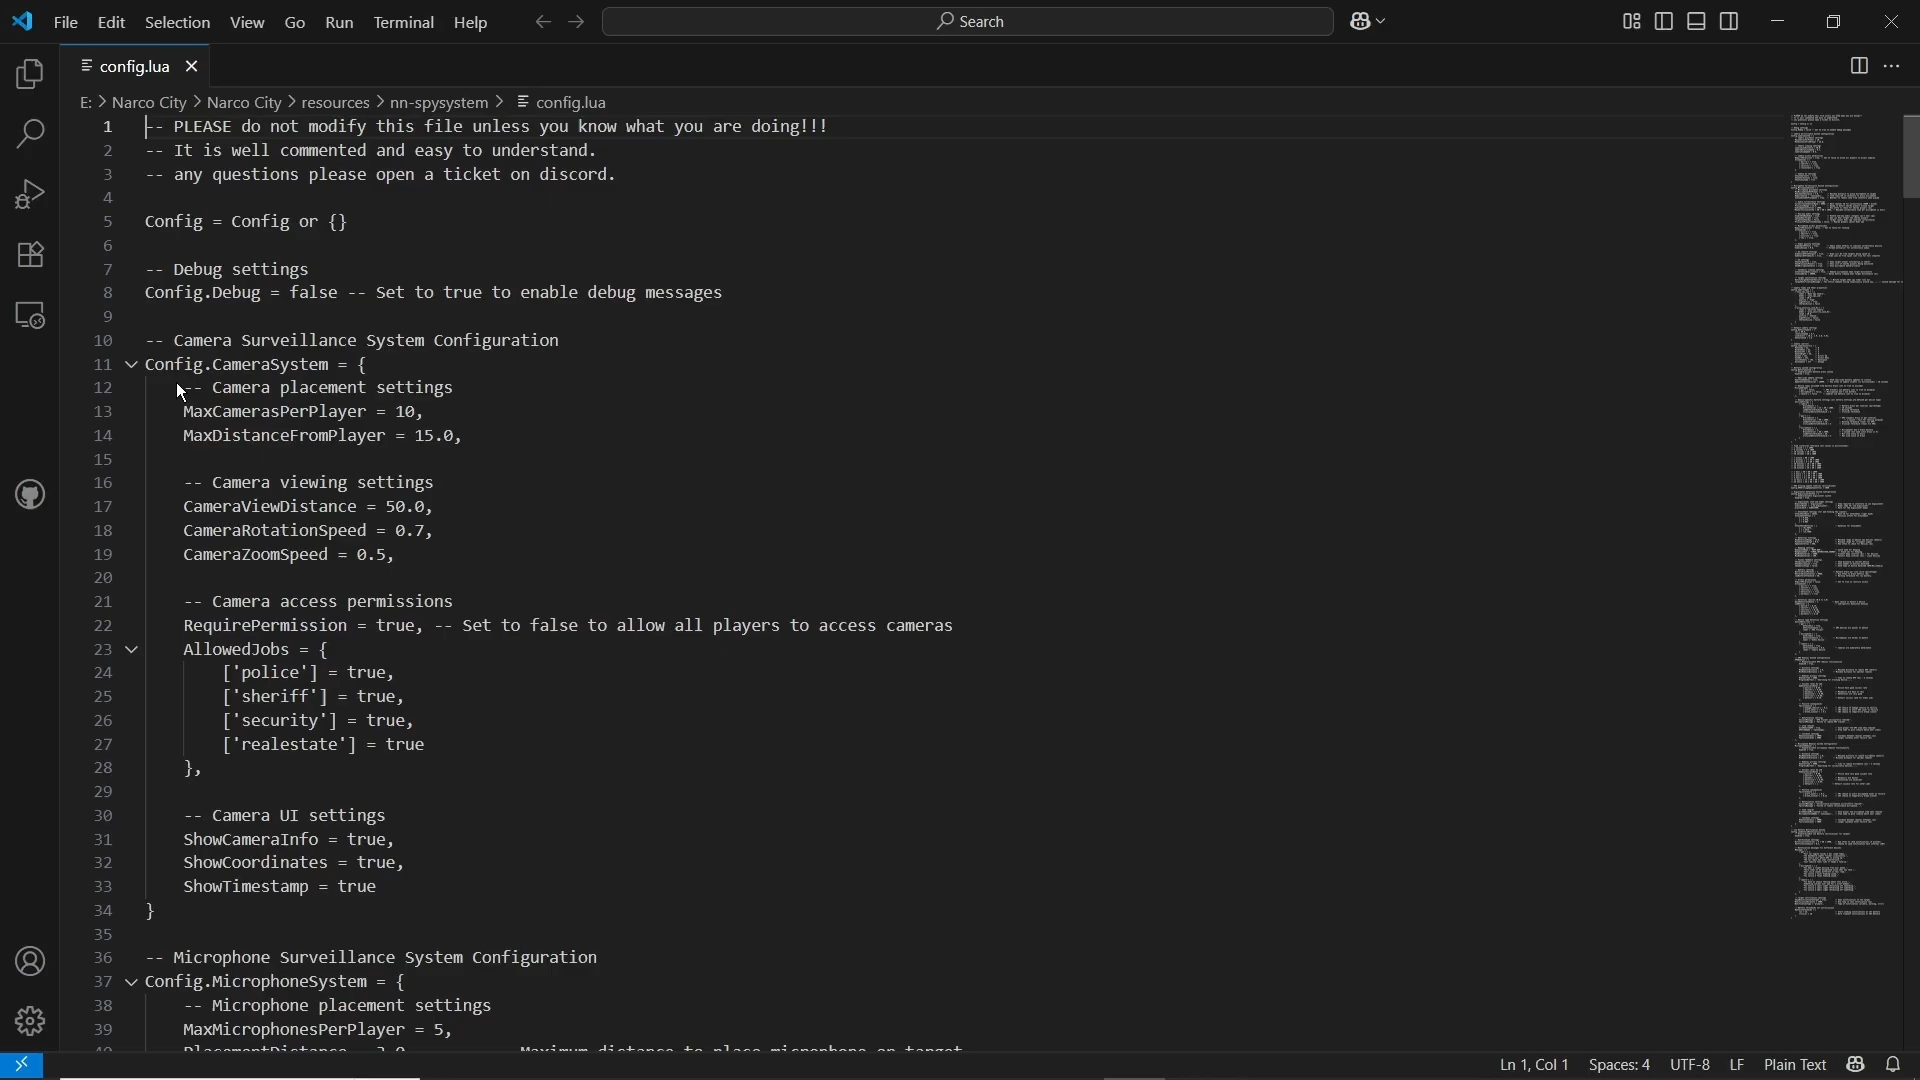 File Edit Selection View Go Run Terminal Help
Search
config.lua
E: > Narco City > Narco City > resources > nn-spysystem > config.lua
1 -- PLEASE do not modify this file unless you know what you are doing!!!
2 -- It is well commented and easy to understand.
3 -- any questions please open a ticket on discord.
4
5 Config = Config or {}
6
7 -- Debug settings
8 Config.Debug = false -- Set to true to enable debug messages
9
10 -- Camera Surveillance System Configuration
11 Config.CameraSystem = {
12 -- Camera placement settings
13 MaxCamerasPerPlayer = 10,
14 MaxDistanceFromPlayer = 15.0,
15
16 -- Camera viewing settings
17 CameraViewDistance = 50.0,
18 CameraRotationSpeed = 0.7,
19 CameraZoomSpeed = 0.5,
20
21 -- Camera access permissions
22 RequirePermission = true, -- Set to false to allow all players to access cameras
23 AllowedJobs = {
24 ['police'] = true,
25 ['sheriff'] = true,
26 ['security'] = true,
27 ['realestate'] = true
28 },
29
30 -- Camera UI settings
31 ShowCameraInfo = true,
32 ShowCoordinates = true,
33 ShowTimestamp = true
34 }
35
36 -- Microphone Surveillance System Configuration
37 Config.MicrophoneSystem = {
38 -- Microphone placement settings
39 MaxMicrophonesPerPlayer = 5,
Ln 1, Col 1 Spaces: 4 UTF-8 LF Plain Text